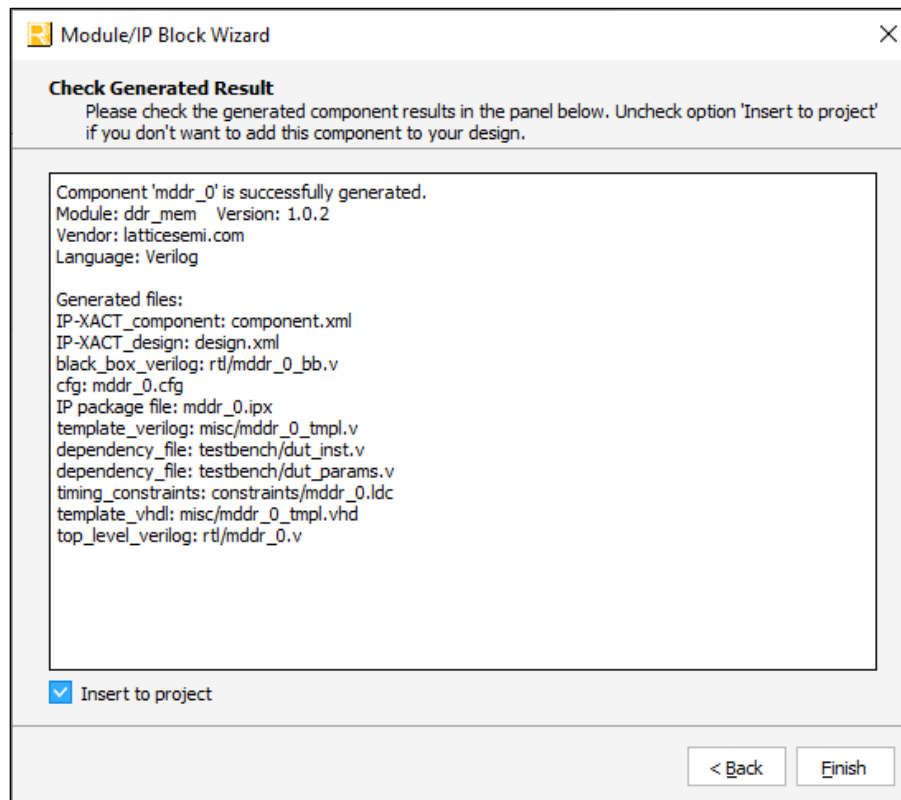 Module/IP Block Wizard
Check Generated Result
Please check the generated component results in the panel below. Uncheck option 'Insert to project'
if you don't want to add this component to your design.
Component 'mddr_0' is successfully generated.
Module: ddr_mem    Version: 1.0.2
Vendor: latticesemi.com
Language: Verilog
Generated files:
IP-XACT_component: component.xml
IP-XACT_design: design.xml
black_box_verilog: rtl/mddr_0_bb.v
cfg: mddr_0.cfg
IP package file: mddr_0.ipx
template_verilog: misc/mddr_0_tmpl.v
dependency_file: testbench/dut_inst.v
dependency_file: testbench/dut_params.v
timing_constraints: constraints/mddr_0.ldc
template_vhdl: misc/mddr_0_tmpl.vhd
top_level_verilog: rtl/mddr_0.v
Insert to project
< Back    Finish